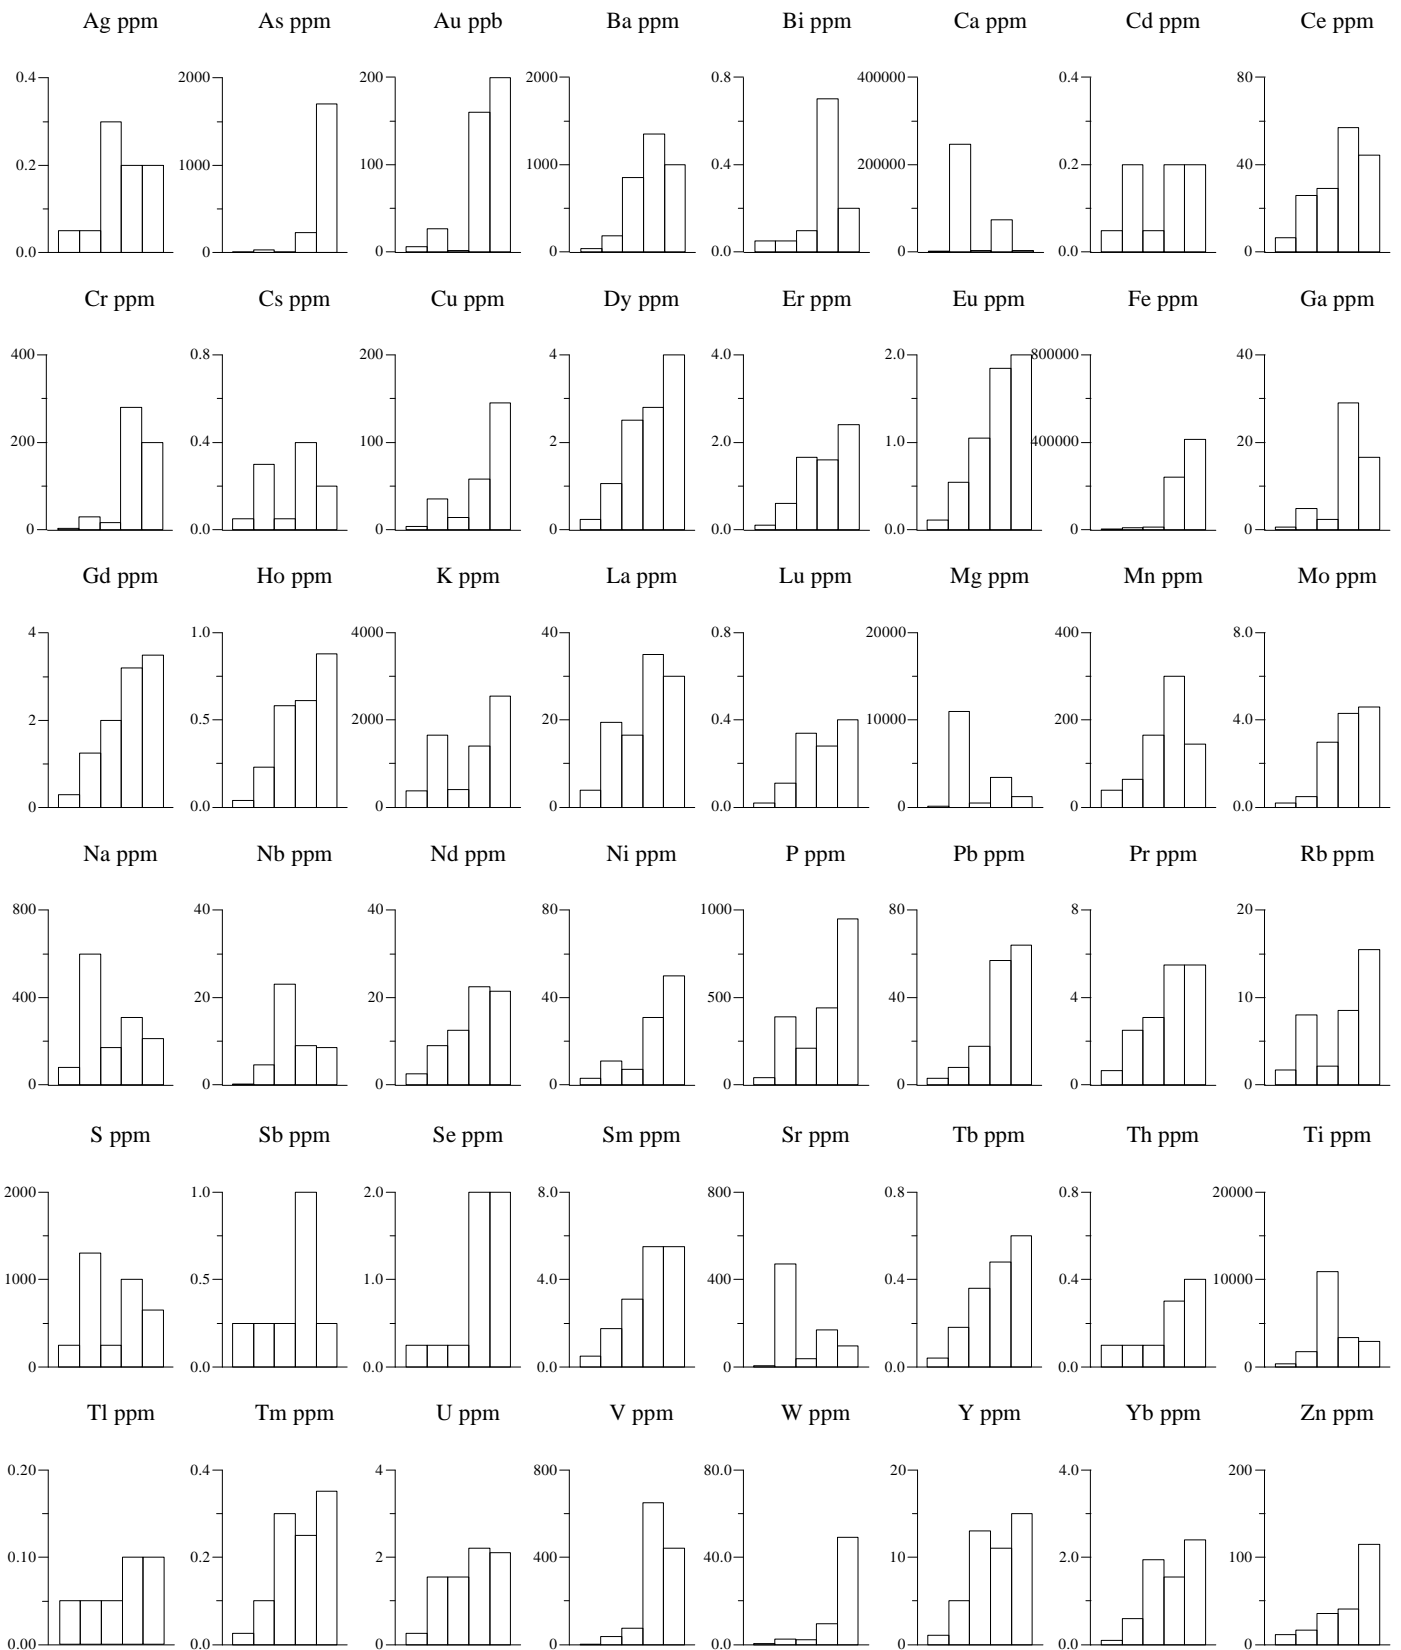 Ag ppm As ppm Au ppb Ba ppm Bi ppm Ca ppm Cd ppm Ce ppm
0.4 2000 200 2000 0.8 400000 0.4 80
0.2 1000 100 1000 0.4 200000 0.2 40
0.0 0 0 0 0.0 0 0.0 0
Cr ppm Cs ppm Cu ppm Dy ppm Er ppm Eu ppm Fe ppm Ga ppm
400 0.8 200 4 4.0 2.0 800000 40
200 0.4 100 2 2.0 1.0 400000 20
0 0.0 0 0 0.0 0.0 0 0
Gd ppm Ho ppm K ppm La ppm Lu ppm Mg ppm Mn ppm Mo ppm
4 1.0 4000 40 0.8 20000 400 8.0
2 0.5 2000 20 0.4 10000 200 4.0
0 0.0 0 0 0.0 0 0 0.0
Na ppm Nb ppm Nd ppm Ni ppm P ppm Pb ppm Pr ppm Rb ppm
800 40 40 80 1000 80 8 20
400 20 20 40 500 40 4 10
0 0 0 0 0 0 0 0
S ppm Sb ppm Se ppm Sm ppm Sr ppm Tb ppm Th ppm Ti ppm
2000 1.0 2.0 8.0 800 0.8 0.8 20000
1000 0.5 1.0 4.0 400 0.4 0.4 10000
0 0.0 0.0 0.0 0 0.0 0.0 0
Tl ppm Tm ppm U ppm V ppm W ppm Y ppm Yb ppm Zn ppm
0.20 0.4 4 800 80.0 20 4.0 200
0.10 0.2 2 400 40.0 10 2.0 100
0.00 0.0 0 0 0.0 0 0.0 0